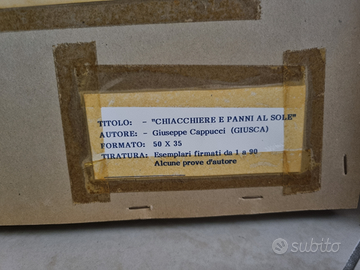 TITOLO: - "CHIACCHIERE E PANNI AL SOLE"
AUTORE: - Giuseppe Cappucci (GIUSCA)
FORMATO: 50 X 35
TIRATURA: Esemplari firmati da 1 a 90
Alcune prove d'autore
subito